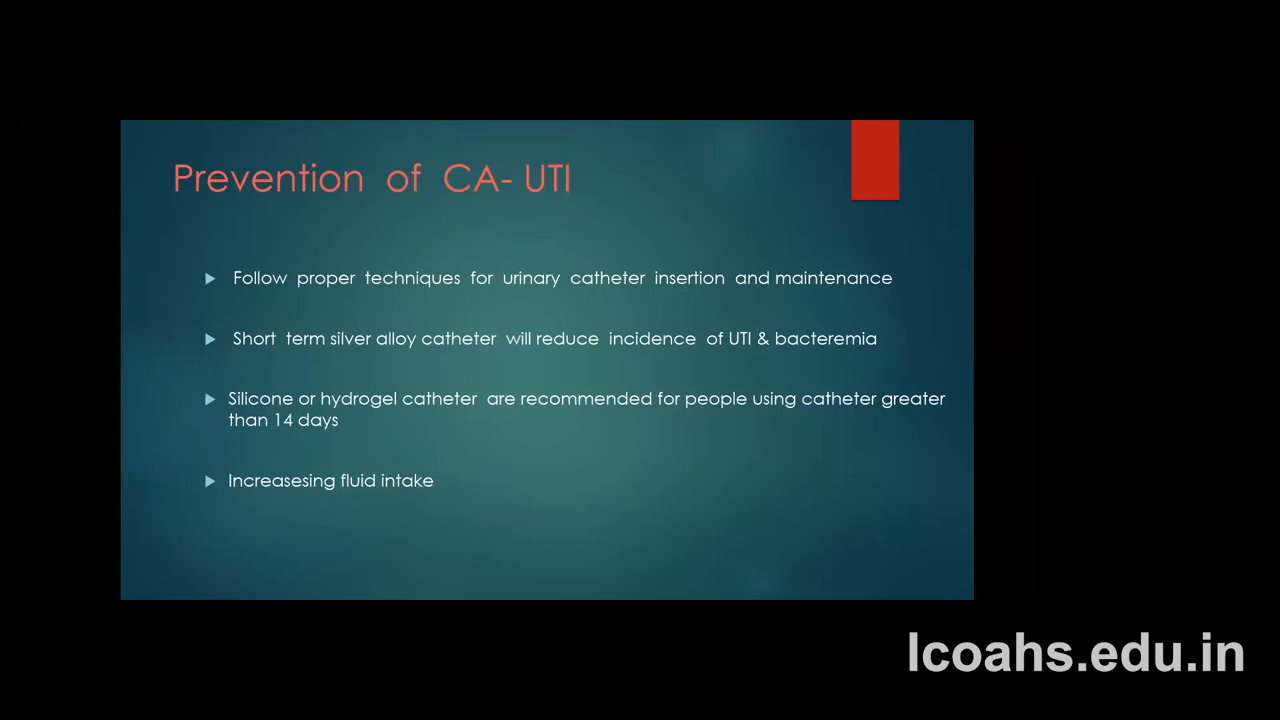 Prevention of CA- UTI
Follow proper techniques for urinary catheter insertion and maintenance
Short term silver alloy catheter will reduce incidence of UTI & bacteremia
Silicone or hydrogel catheter are recommended for people using catheter greater
than 14 days
Increasesing fluid intake
lcoahs.edu.in